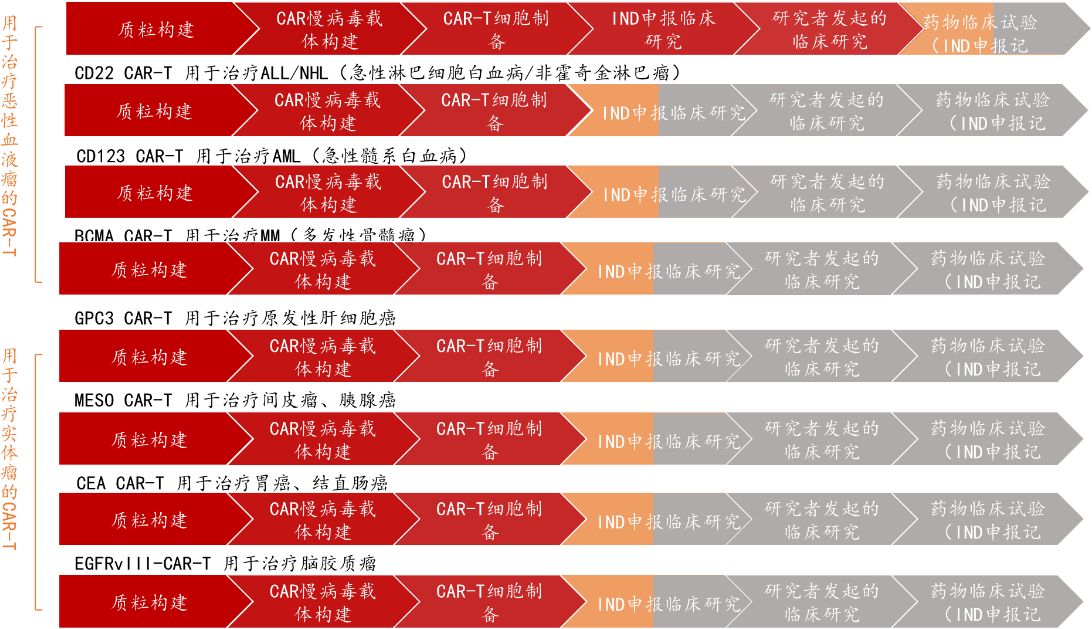 用于治疗恶性血液瘤的CAR-T
质粒构建
CAR慢病毒载
体构建
CAR-T细胞制
备
IND申报临床
研究
研究者发起的
临床研究
药物临床试验
（IND申报记
CD22 CAR-T 用于治疗ALL/NHL（急性淋巴细胞白血病/非霍奇金淋巴瘤）
质粒构建
CAR慢病毒载
体构建
CAR-T细胞制
备
IND申报临床研究
研究者发起的
临床研究
药物临床试验
（IND申报记
CD123 CAR-T 用于治疗AML（急性髓系白血病）
质粒构建
CAR慢病毒载
体构建
CAR-T细胞制
备
IND申报临床研究
研究者发起的
临床研究
药物临床试验
（IND申报记
BCMA CAR-T 用于治疗MM（多发性骨髓瘤）
质粒构建
CAR慢病毒载
体构建
CAR-T细胞制
备
IND申报临床研究
研究者发起的
临床研究
药物临床试验
（IND申报记
用于治疗实体瘤的CAR-T
GPC3 CAR-T 用于治疗原发性肝细胞癌
质粒构建
CAR慢病毒载
体构建
CAR-T细胞制
备
IND申报临床研究
研究者发起的
临床研究
药物临床试验
（IND申报记
MESO CAR-T 用于治疗间皮瘤、胰腺癌
质粒构建
CAR慢病毒载
体构建
CAR-T细胞制
备
IND申报临床研究
研究者发起的
临床研究
药物临床试验
（IND申报记
CEA CAR-T 用于治疗胃癌、结直肠癌
质粒构建
CAR慢病毒载
体构建
CAR-T细胞制
备
IND申报临床研究
研究者发起的
临床研究
药物临床试验
（IND申报记
EGFRvIII-CAR-T 用于治疗脑胶质瘤
质粒构建
CAR慢病毒载
体构建
CAR-T细胞制
备
IND申报临床研究
研究者发起的
临床研究
药物临床试验
（IND申报记